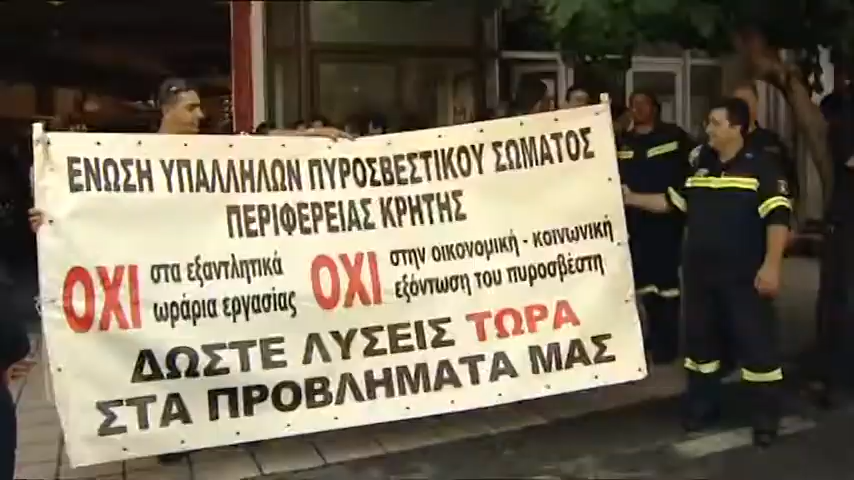 ΕΝΩΣΗ ΥΠΑΛΛΗΛΩΝ ΠΥΡΟΣΒΕΣΤΙΚΟΥ ΣΩΜΑΤΟΣ
ΠΕΡΙΦΕΡΕΙΑΣ ΚΡΗΤΗΣ
ΟΧΙ στα εξαντλητικά
ωράρια εργασίας
ΟΧΙ στην οικονομική - κοινωνική
εξόντωση του πυροσβέστη
ΔΩΣΤΕ ΛΥΣΕΙΣ ΤΩΡΑ
ΣΤΑ ΠΡΟΒΛΗΜΑΤΑ ΜΑΣ